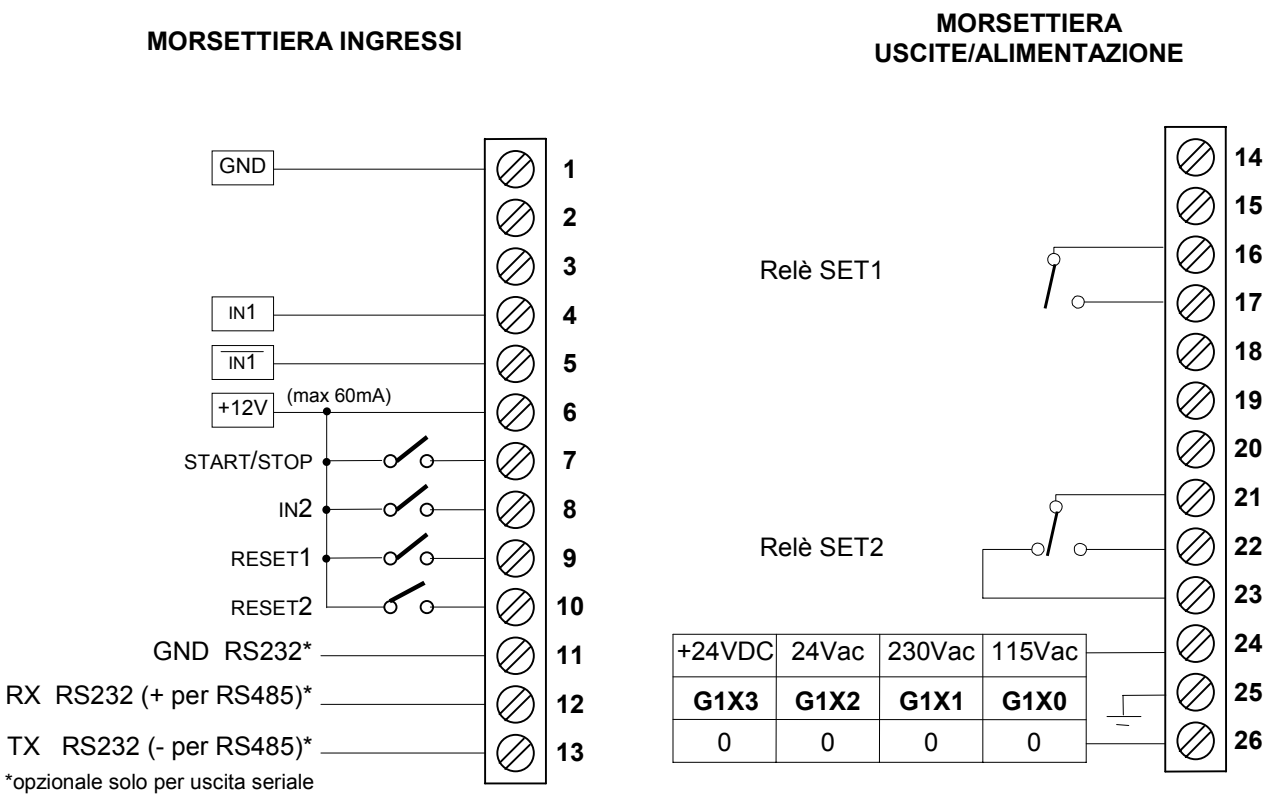 MORSETTIERA INGRESSI
GND
1
2
3
IN1
4
IN1
5
+12V
(max 60mA)
6
START/STOP
7
IN2
8
RESET1
9
RESET2
10
GND RS232*
11
RX RS232 (+ per RS485)*
12
TX RS232 (- per RS485)*
13
*opzionale solo per uscita seriale
MORSETTIERA
USCITE/ALIMENTAZIONE
14
15
Relè SET1
16
17
18
19
20
21
Relè SET2
22
23
+24VDC 24Vac 230Vac 115Vac
24
G1X3 G1X2 G1X1 G1X0
25
0 0 0 0
26